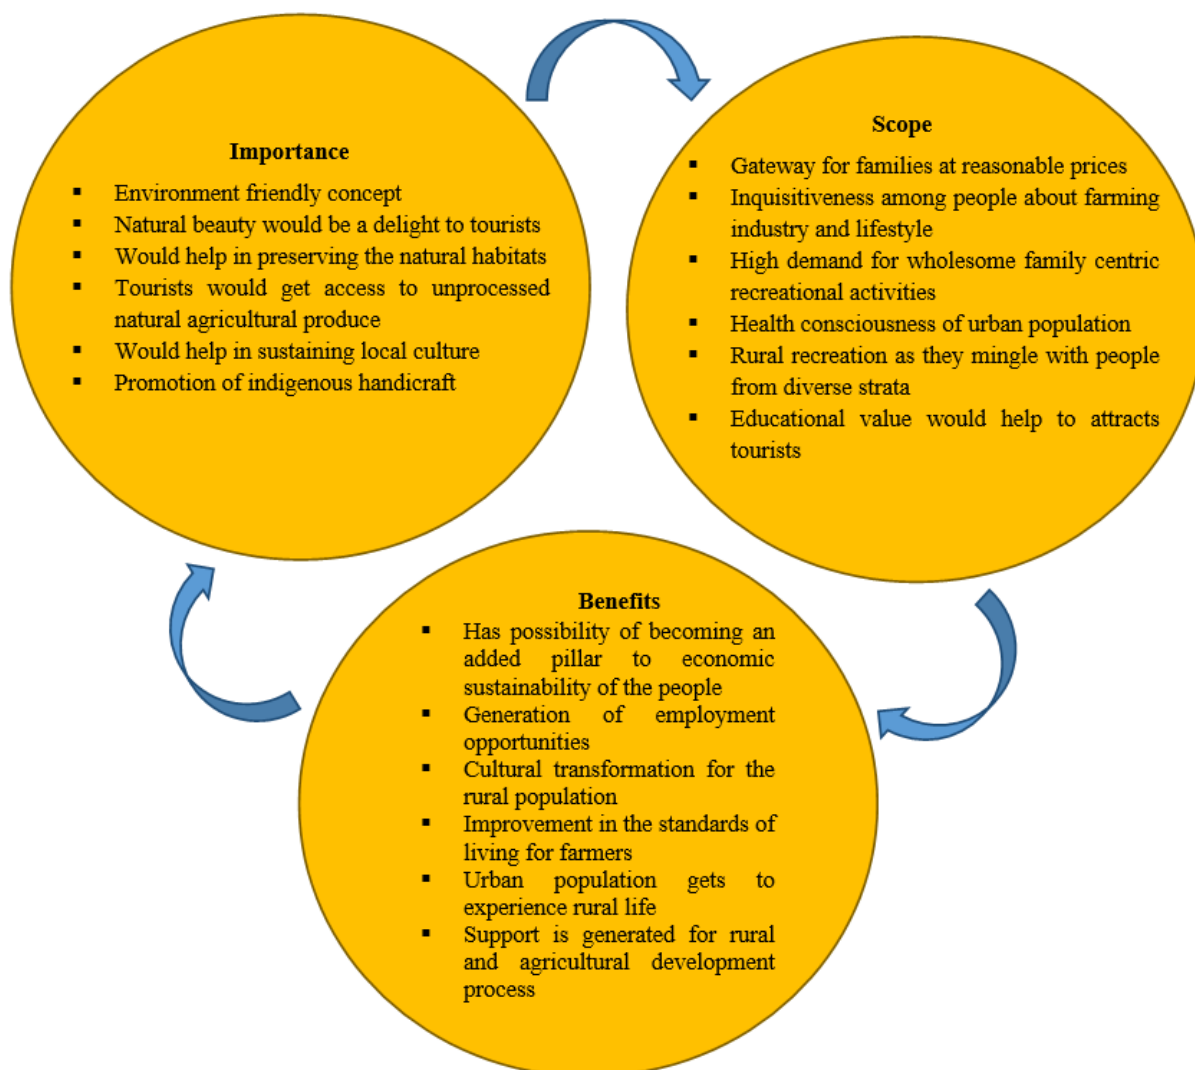 Importance
▪ Environment friendly concept
▪ Natural beauty would be a delight to tourists
▪ Would help in preserving the natural habitats
▪ Tourists would get access to unprocessed
natural agricultural produce
▪ Would help in sustaining local culture
▪ Promotion of indigenous handicraft
Scope
▪ Gateway for families at reasonable prices
▪ Inquisitiveness among people about farming
industry and lifestyle
▪ High demand for wholesome family centric
recreational activities
▪ Health consciousness of urban population
▪ Rural recreation as they mingle with people
from diverse strata
▪ Educational value would help to attracts
tourists
Benefits
▪ Has possibility of becoming an
added pillar to economic
sustainability of the people
▪ Generation of employment
opportunities
▪ Cultural transformation for the
rural population
▪ Improvement in the standards of
living for farmers
▪ Urban population gets to
experience rural life
▪ Support is generated for rural
and agricultural development
process